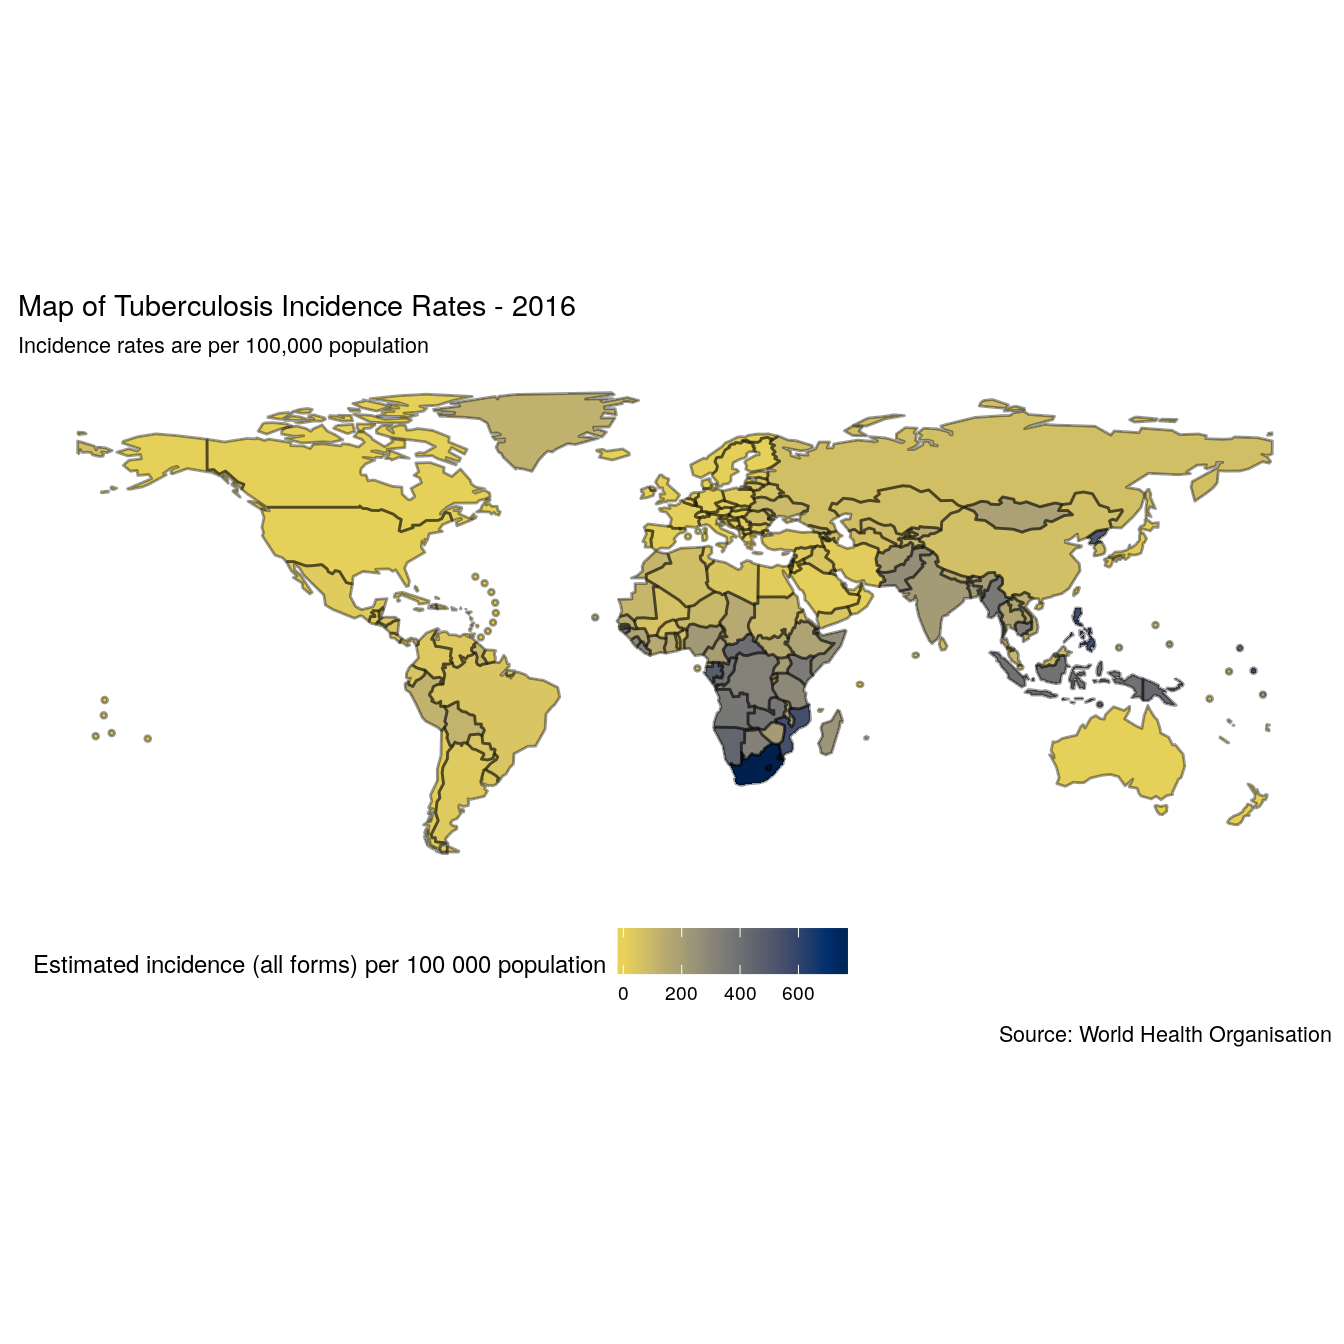 Map of Tuberculosis Incidence Rates - 2016
Incidence rates are per 100,000 population
Estimated incidence (all forms) per 100 000 population
0 200 400 600
Source: World Health Organisation